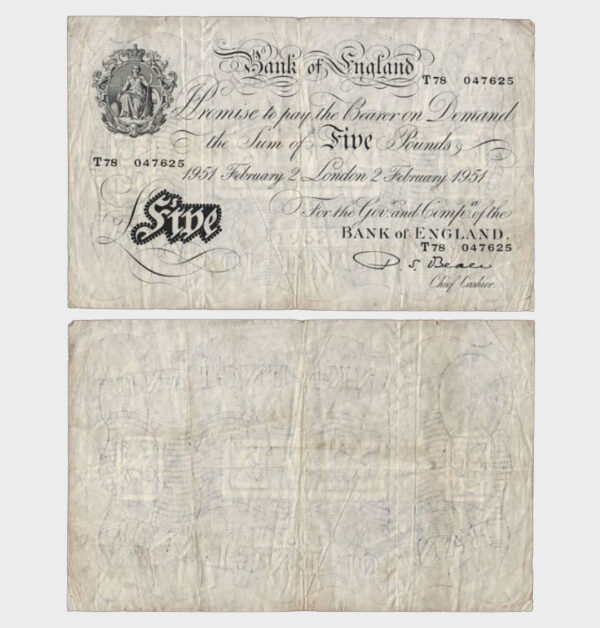 Bank of England
T78 047625
I Promise to pay the Bearer on Demand
the Sum of Five Pounds
T78 047625
1951 February 2 London 2 February 1951
For the Gov.r and Comp.a of the
BANK of ENGLAND.
£Five
T78 047625
Chief Cashier.